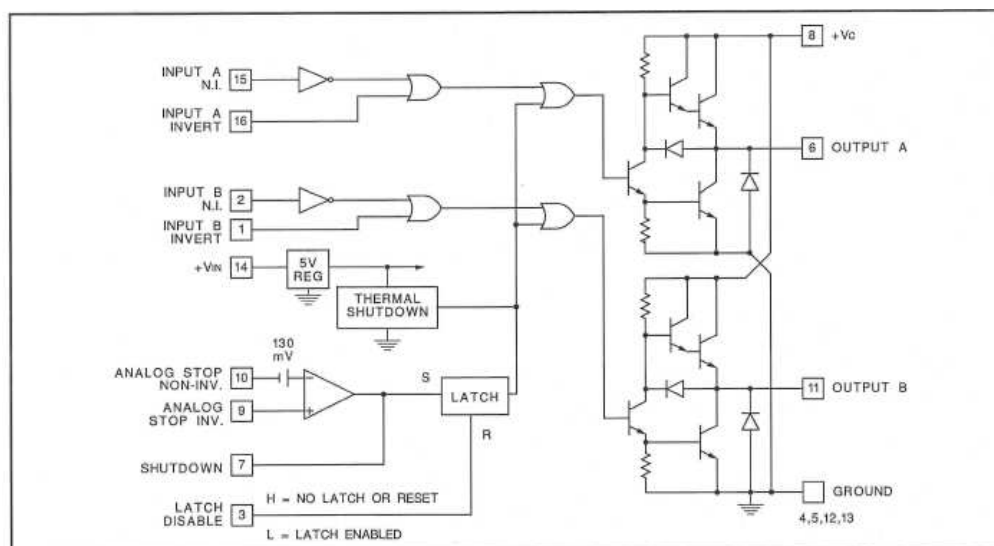 INPUT A
N.I.
15
INPUT A
INVERT
16
INPUT B
N.I.
2
INPUT B
INVERT
1
+VIN
14
5V
REG
THERMAL
SHUTDOWN
130
mV
ANALOG STOP
NON-INV.
10
−
ANALOG
STOP INV.
9
+
S
LATCH
R
SHUTDOWN
7
LATCH
DISABLE
3
H = NO LATCH OR RESET
L = LATCH ENABLED
8
+Vc
6
OUTPUT A
11
OUTPUT B
GROUND
4,5,12,13